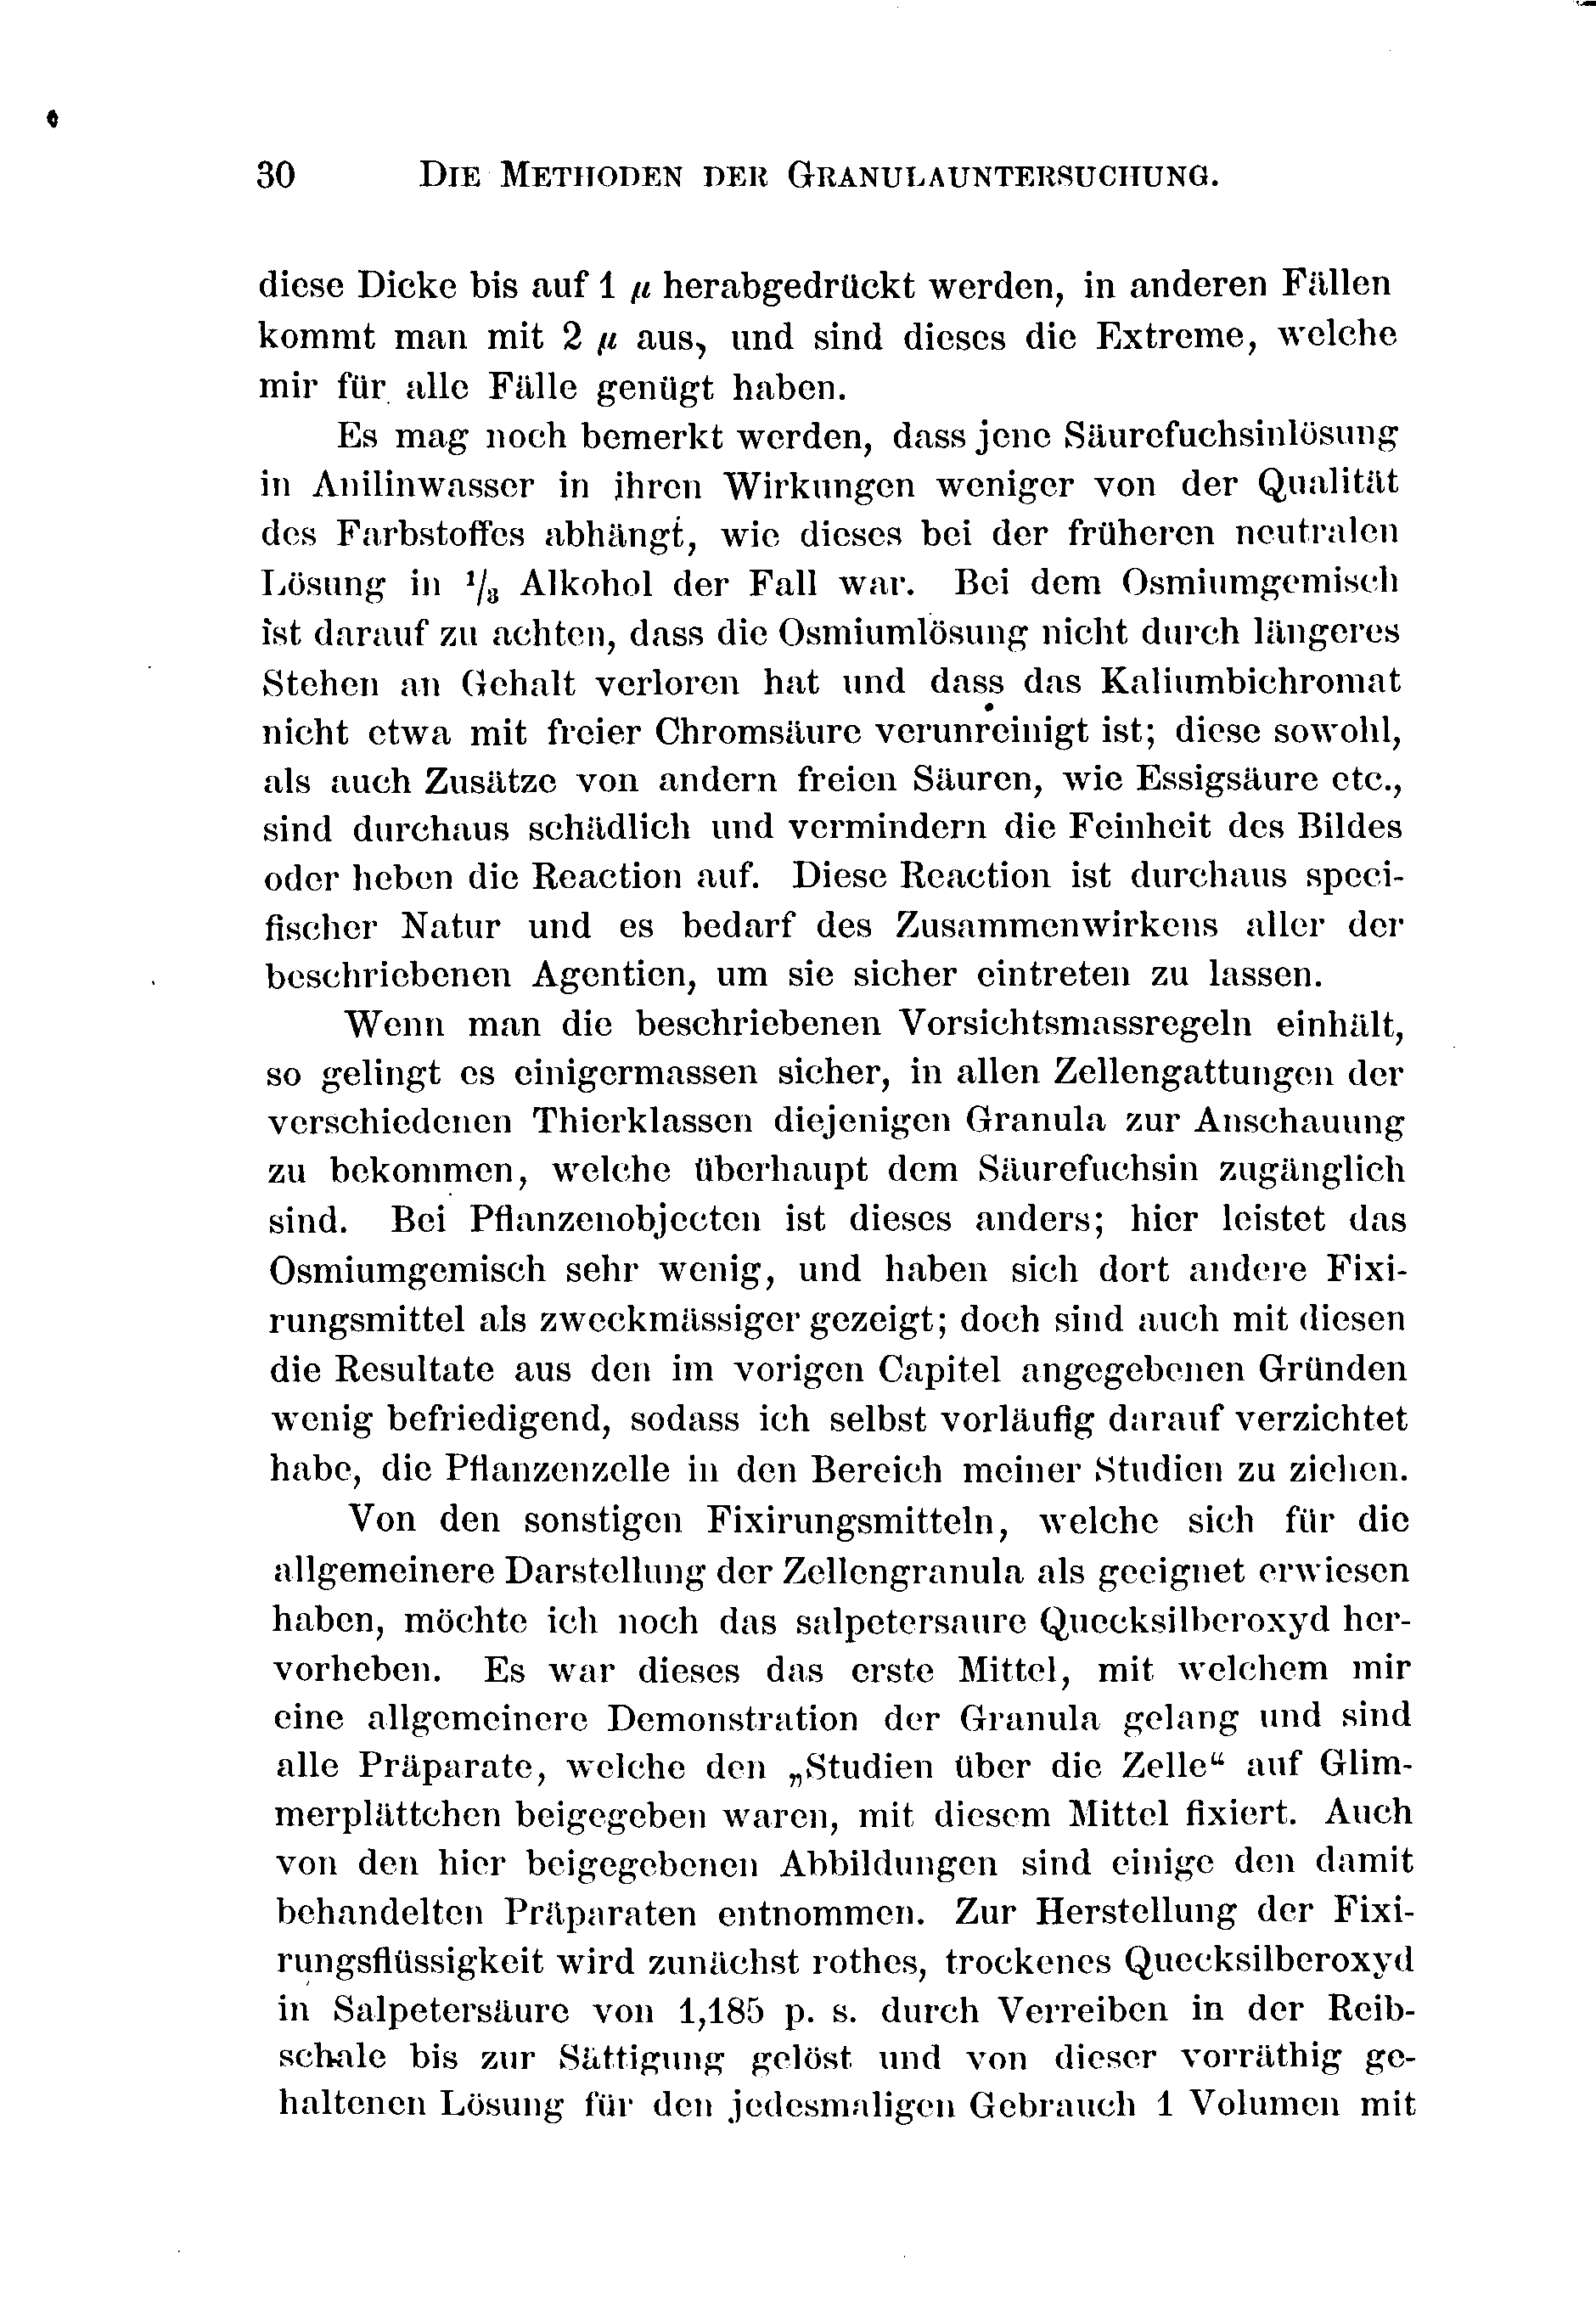 30 Die Methoden der Granulauntersuchung.
diese Dicke bis auf 1 μ herabgedrückt werden, in anderen Fällen
kommt man mit 2 μ aus, und sind dieses die Extreme, welche
mir für alle Fälle genügt haben.
Es mag noch bemerkt werden, dass jene Säurefuchsinlösung
in Anilinwasser in ihren Wirkungen weniger von der Qualität
des Farbstoffes abhängt, wie dieses bei der früheren neutralen
Lösung in ¹/₃ Alkohol der Fall war. Bei dem Osmiumgemisch
ist darauf zu achten, dass die Osmiumlösung nicht durch längeres
Stehen an Gehalt verloren hat und dass das Kaliumbichromat
nicht etwa mit freier Chromsäure verunreinigt ist; diese sowohl,
als auch Zusätze von andern freien Säuren, wie Essigsäure etc.,
sind durchaus schädlich und vermindern die Feinheit des Bildes
oder heben die Reaction auf. Diese Reaction ist durchaus speci-
fischer Natur und es bedarf des Zusammenwirkens aller der
beschriebenen Agentien, um sie sicher eintreten zu lassen.
Wenn man die beschriebenen Vorsichtsmassregeln einhält,
so gelingt es einigermassen sicher, in allen Zellengattungen der
verschiedenen Thierklassen diejenigen Granula zur Anschauung
zu bekommen, welche überhaupt dem Säurefuchsin zugänglich
sind. Bei Pflanzenobjecten ist dieses anders; hier leistet das
Osmiumgemisch sehr wenig, und haben sich dort andere Fixi-
rungsmittel als zweckmässiger gezeigt; doch sind auch mit diesen
die Resultate aus den im vorigen Capitel angegebenen Gründen
wenig befriedigend, sodass ich selbst vorläufig darauf verzichtet
habe, die Pflanzenzelle in den Bereich meiner Studien zu ziehen.
Von den sonstigen Fixirungsmitteln, welche sich für die
allgemeinere Darstellung der Zellengranula als geeignet erwiesen
haben, möchte ich noch das salpetersaure Quecksilberoxyd her-
vorheben. Es war dieses das erste Mittel, mit welchem mir
eine allgemeinere Demonstration der Granula gelang und sind
alle Präparate, welche den „Studien über die Zelle“ auf Glim-
merplättchen beigegeben waren, mit diesem Mittel fixiert. Auch
von den hier beigegebenen Abbildungen sind einige den damit
behandelten Präparaten entnommen. Zur Herstellung der Fixi-
rungsflüssigkeit wird zunächst rothes, trockenes Quecksilberoxyd
in Salpetersäure von 1,185 p. s. durch Verreiben in der Reib-
schale bis zur Sättigung gelöst und von dieser vorräthig ge-
haltenen Lösung für den jedesmaligen Gebrauch 1 Volumen mit